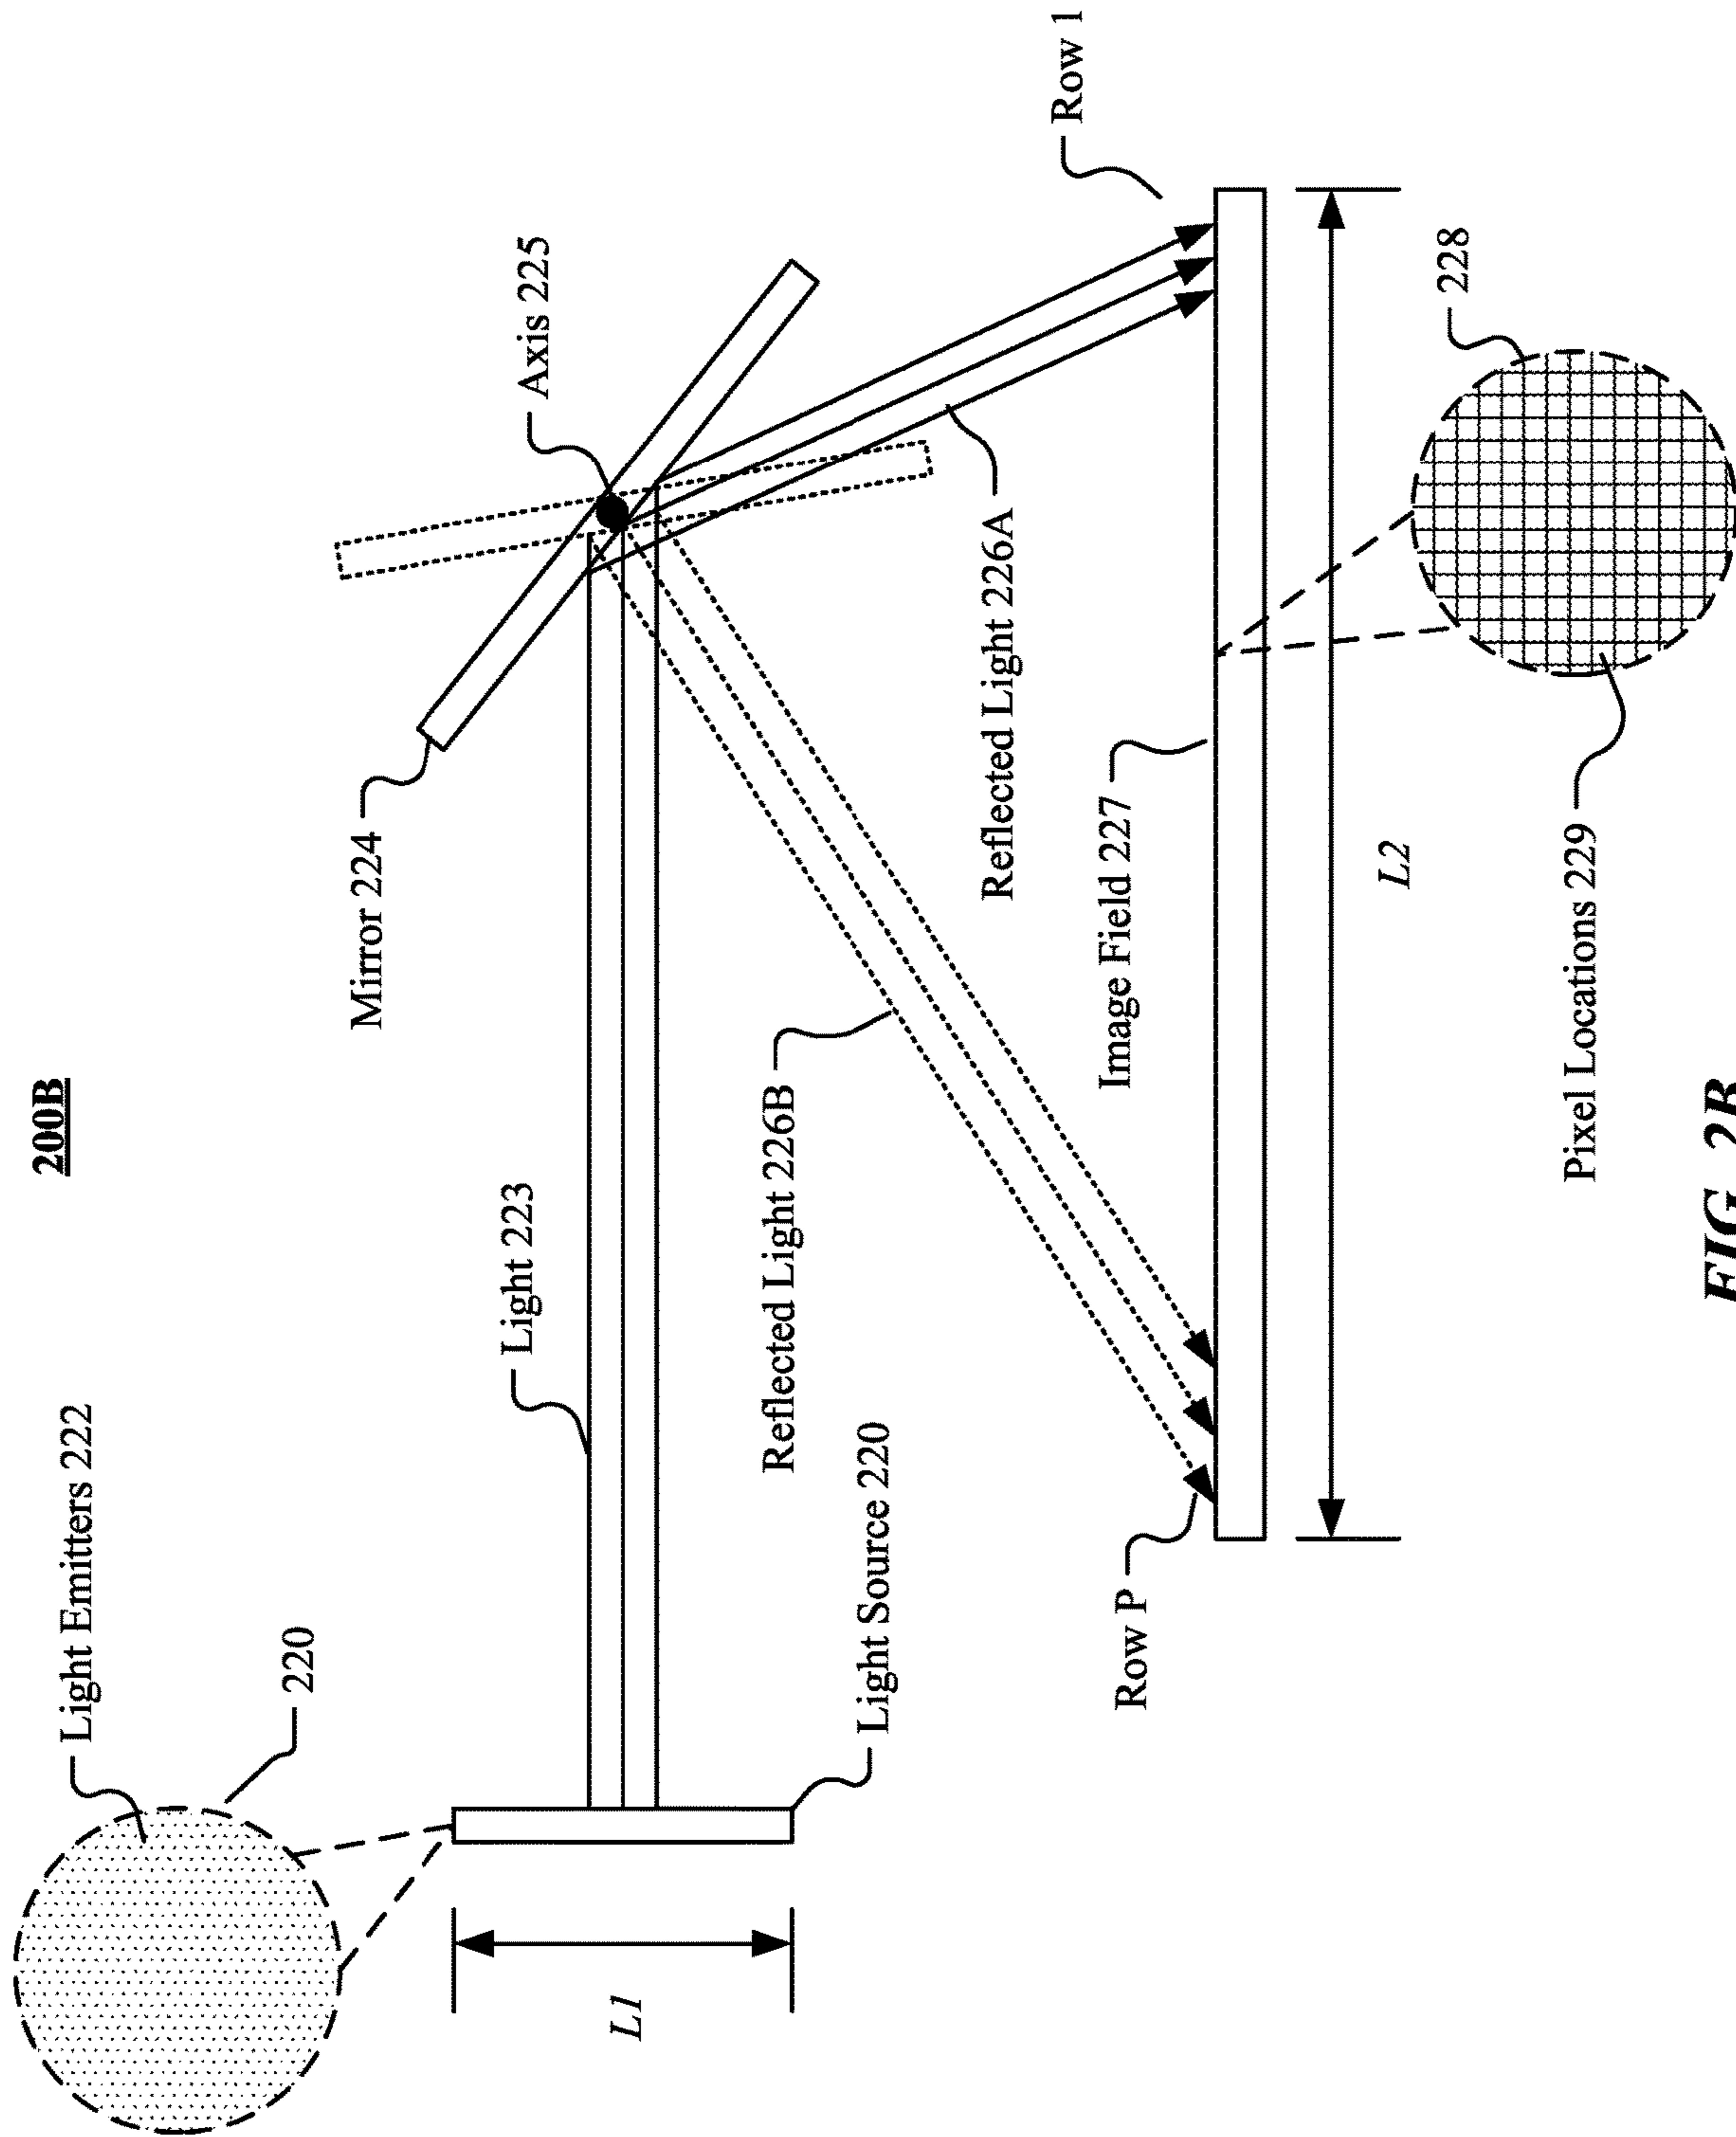 200B
Light Emitters 222
220
L1
Light Source 220
Light 223
Mirror 224
Axis 225
Reflected Light 226B
Reflected Light 226A
Row P
Image Field 227
Row 1
L2
228
Pixel Locations 229
FIG. 2B